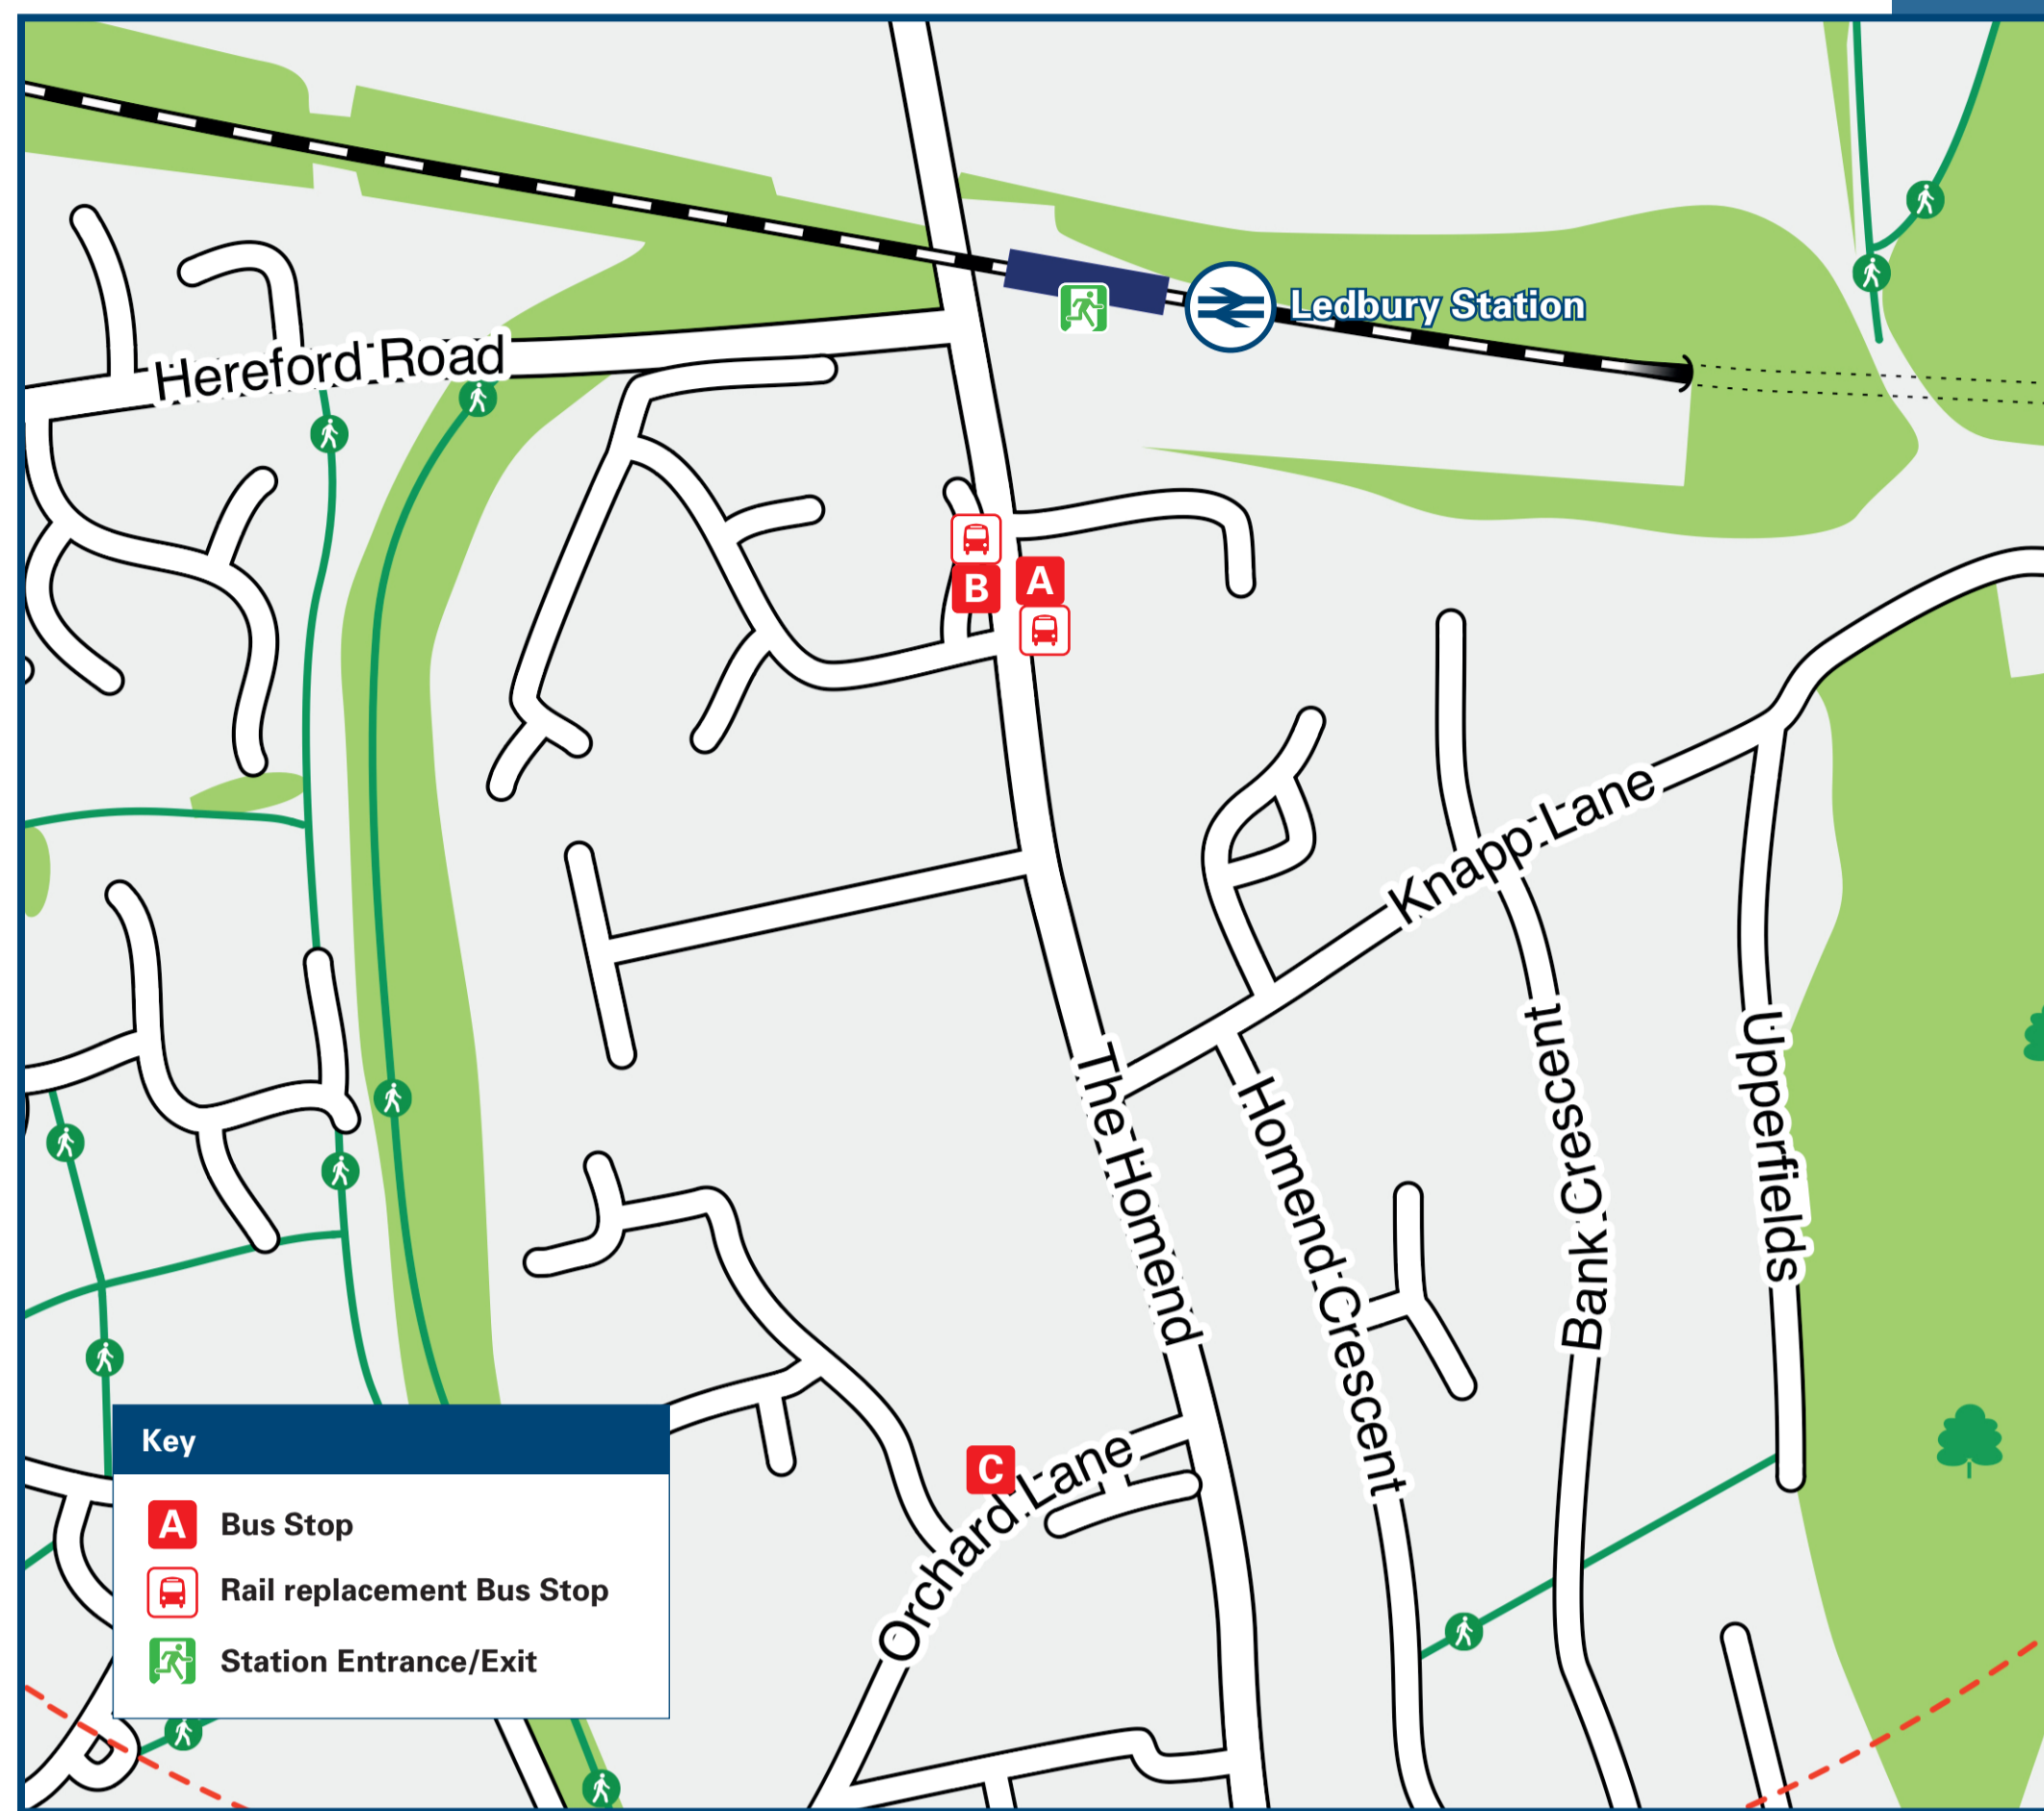 Ledbury Station
Hereford Road
B
A
Knapp Lane
The Homend
Homend Crescent
Bank Crescent
Upperfields
C
Orchard Lane
Key
A Bus Stop
Rail replacement Bus Stop
Station Entrance/Exit